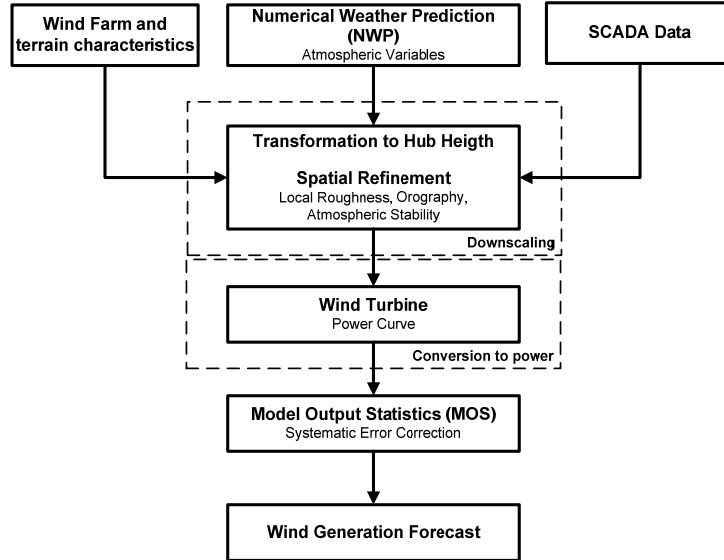 Wind Farm and
terrain characteristics
Numerical Weather Prediction
(NWP)
Atmospheric Variables
SCADA Data
Transformation to Hub Heigth
Spatial Refinement
Local Roughness, Orography,
Atmospheric Stability
Downscaling
Wind Turbine
Power Curve
Conversion to power
Model Output Statistics (MOS)
Systematic Error Correction
Wind Generation Forecast